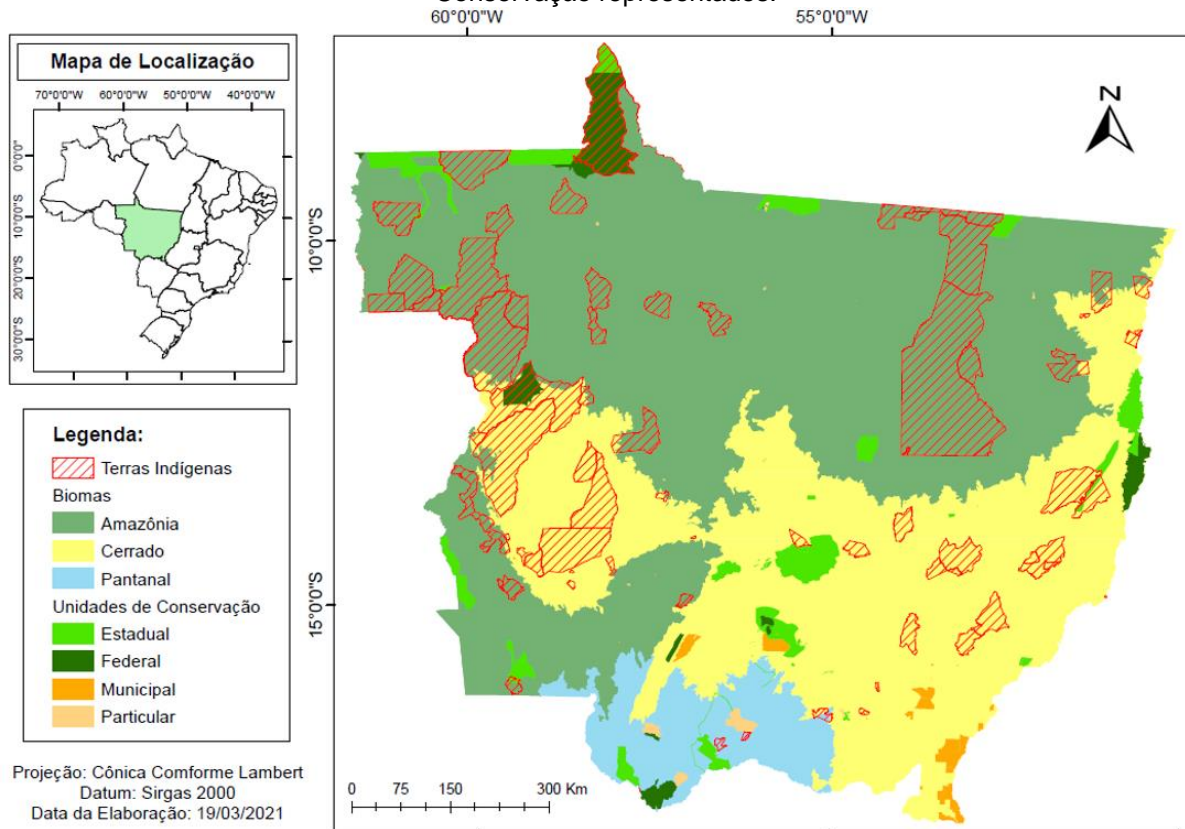 Conservação representados.
60°0'0"W
55°0'0"W
Mapa de Localização
70°0'0"W 60°0'0"W 50°0'0"W 40°0'0"W
0°0'0"
10°0'0"S
20°0'0"S
30°0'0"S
N
10°0'0"S
15°0'0"S
Legenda:
Terras Indígenas
Biomas
Amazônia
Cerrado
Pantanal
Unidades de Conservação
Estadual
Federal
Municipal
Particular
0 75 150 300 Km
Projeção: Cônica Comforme Lambert
Datum: Sirgas 2000
Data da Elaboração: 19/03/2021